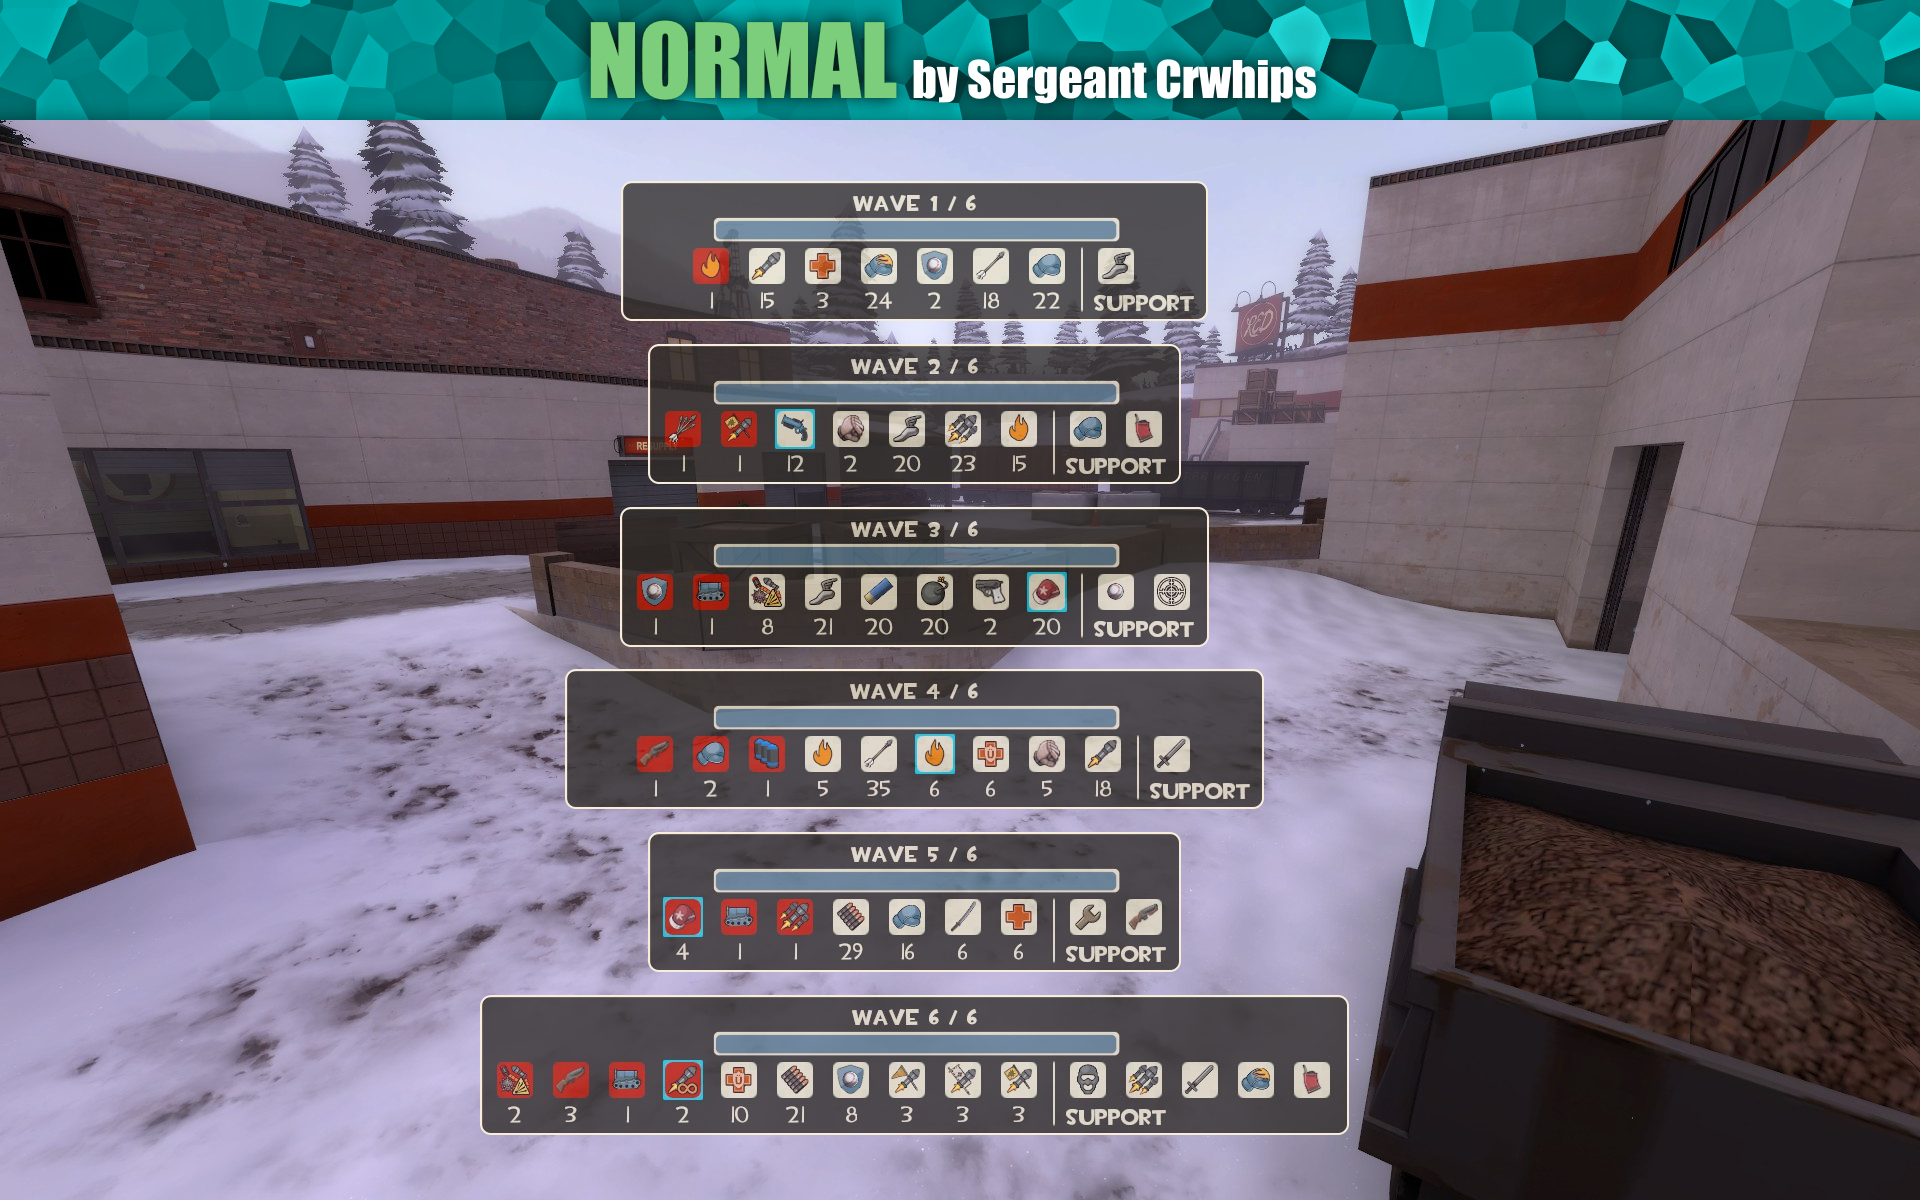 NORMAL by Sergeant Crwhips
WAVE 1 / 6
1 15 3 24 2 18 22 SUPPORT
RED
WAVE 2 / 6
1 1 12 2 20 23 15 SUPPORT
WAVE 3 / 6
1 1 8 21 20 20 2 20 SUPPORT
WAVE 4 / 6
1 2 1 5 35 6 6 5 18 SUPPORT
WAVE 5 / 6
4 1 1 29 16 6 6 SUPPORT
WAVE 6 / 6
2 3 1 2 10 21 8 3 3 3 SUPPORT